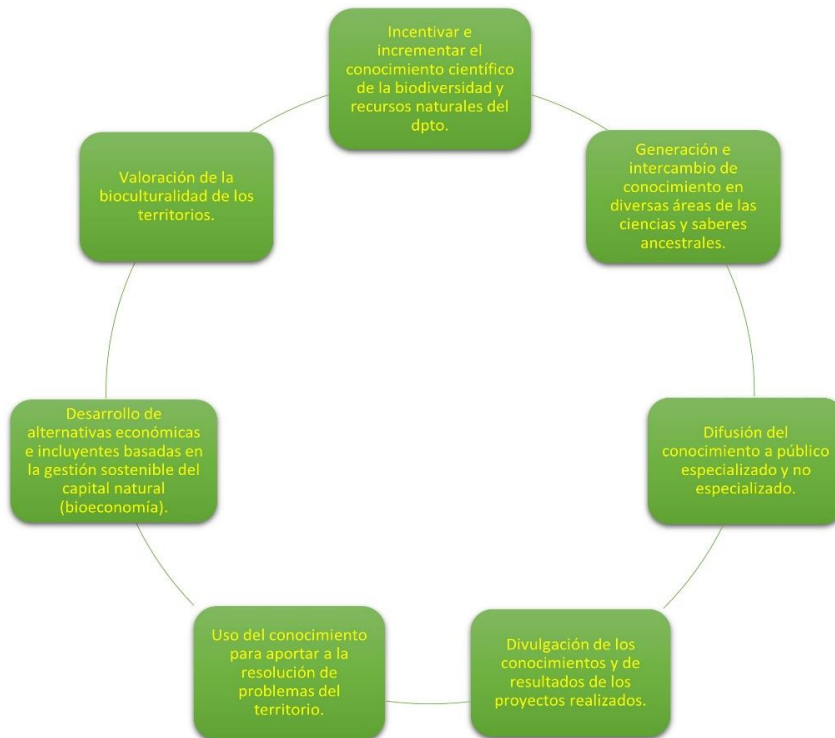 Incentivar e
incrementar el
conocimiento científico
de la biodiversidad y
recursos naturales del
dpto.
Generación e
intercambio de
conocimiento en
diversas áreas de las
ciencias y saberes
ancestrales.
Difusión del
conocimiento a público
especializado y no
especializado.
Divulgación de los
conocimientos y de
resultados de los
proyectos realizados.
Uso del conocimiento
para aportar a la
resolución de
problemas del
territorio.
Desarrollo de
alternativas económicas
e incluyentes basadas en
la gestión sostenible del
capital natural
(bioeconomía).
Valoración de la
bioculturalidad de los
territorios.